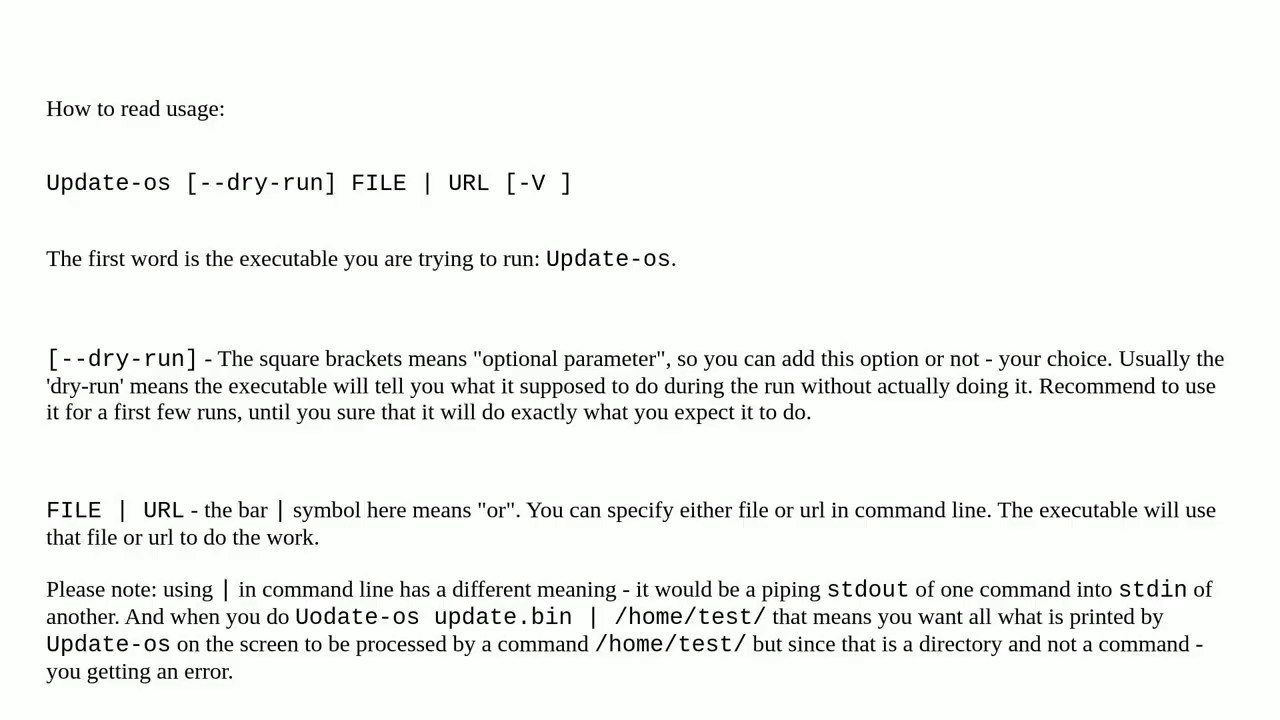 How to read usage:
Update-os [--dry-run] FILE | URL [-V ]
The first word is the executable you are trying to run: Update-os.
[--dry-run] - The square brackets means "optional parameter", so you can add this option or not - your choice. Usually the
'dry-run' means the executable will tell you what it supposed to do during the run without actually doing it. Recommend to use
it for a first few runs, until you sure that it will do exactly what you expect it to do.
FILE | URL - the bar | symbol here means "or". You can specify either file or url in command line. The executable will use
that file or url to do the work.
Please note: using | in command line has a different meaning - it would be a piping stdout of one command into stdin of
another. And when you do Uodate-os update.bin | /home/test/ that means you want all what is printed by
Update-os on the screen to be processed by a command /home/test/ but since that is a directory and not a command -
you getting an error.